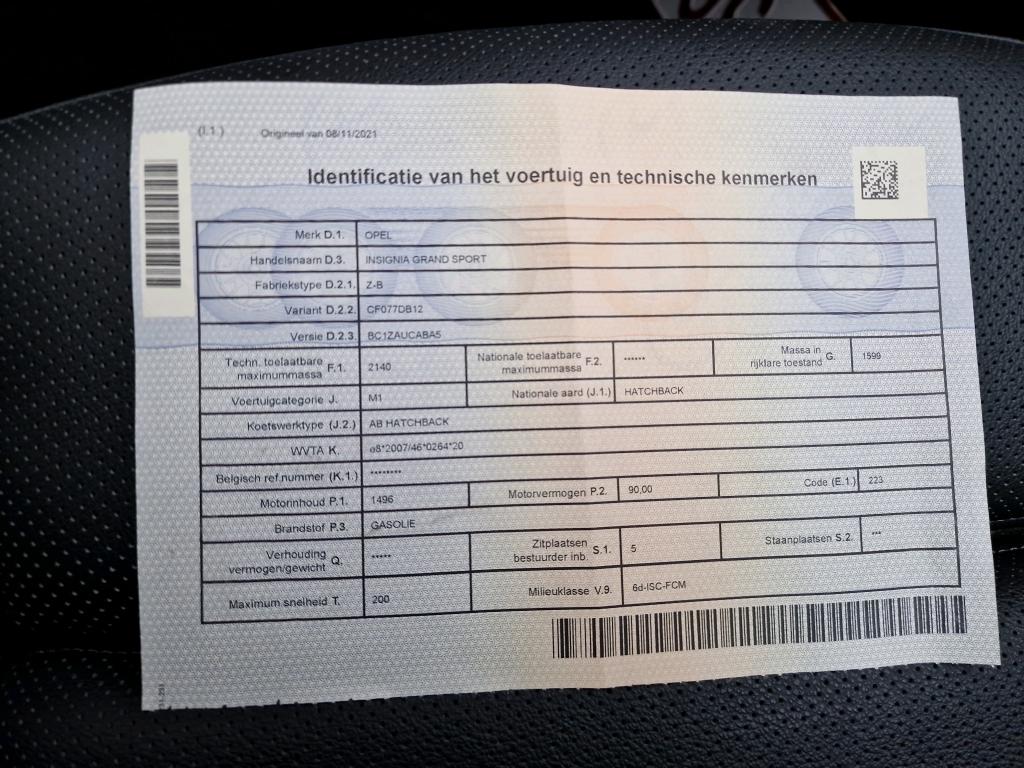 (I.1.) Origineel van 08/11/2021
Identificatie van het voertuig en technische kenmerken
Merk D.1. OPEL
Handelsnaam D.3. INSIGNIA GRAND SPORT
Fabriekstype D.2.1. Z-B
Variant D.2.2. CF077DB12
Versie D.2.3. BC1ZAUCABA5
Techn. toelaatbare maximummassa F.1. 2140 Nationale toelaatbare maximummassa F.2. ****** Massa in rijklare toestand G. 1599
Voertuigcategorie J. M1 Nationale aard (J.1.) HATCHBACK
Koetswerktype (J.2.) AB HATCHBACK
WVTA K. e8*2007/46*0264*20
Belgisch ref.nummer (K.1.) ********
Motorinhoud P.1. 1496 Motorvermogen P.2. 90,00 Code (E.1.) 223
Brandstof P.3. GASOLIE
Verhouding vermogen/gewicht Q. ***** Zitplaatsen bestuurder inb. S.1. 5 Staanplaatsen S.2. ***
Maximum snelheid T. 200 Milieuklasse V.9. 6d-ISC-FCM